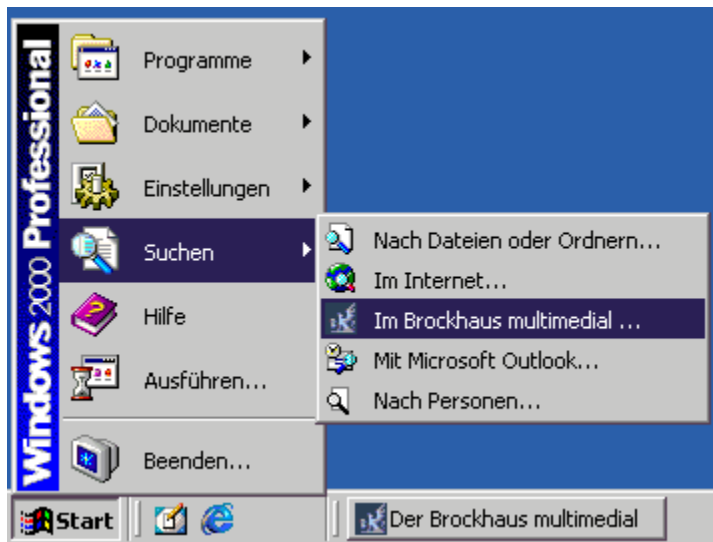 Windows 2000 Professional
Programme
Dokumente
Einstellungen
Suchen
Hilfe
Ausführen...
Beenden...
Nach Dateien oder Ordnern...
Im Internet...
Im Brockhaus multimedial ...
Mit Microsoft Outlook...
Nach Personen...
Start
Der Brockhaus multimedial